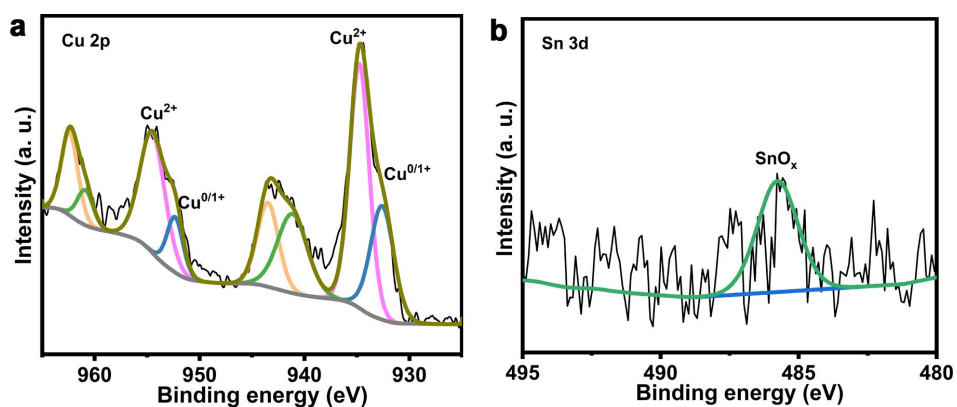 a
Cu 2p
Cu²⁺
Cu²⁺
Cu⁰/¹⁺
Cu⁰/¹⁺
Intensity (a. u.)
960
950
940
930
Binding energy (eV)
b
Sn 3d
SnOₓ
Intensity (a. u.)
495
490
485
480
Binding energy (eV)